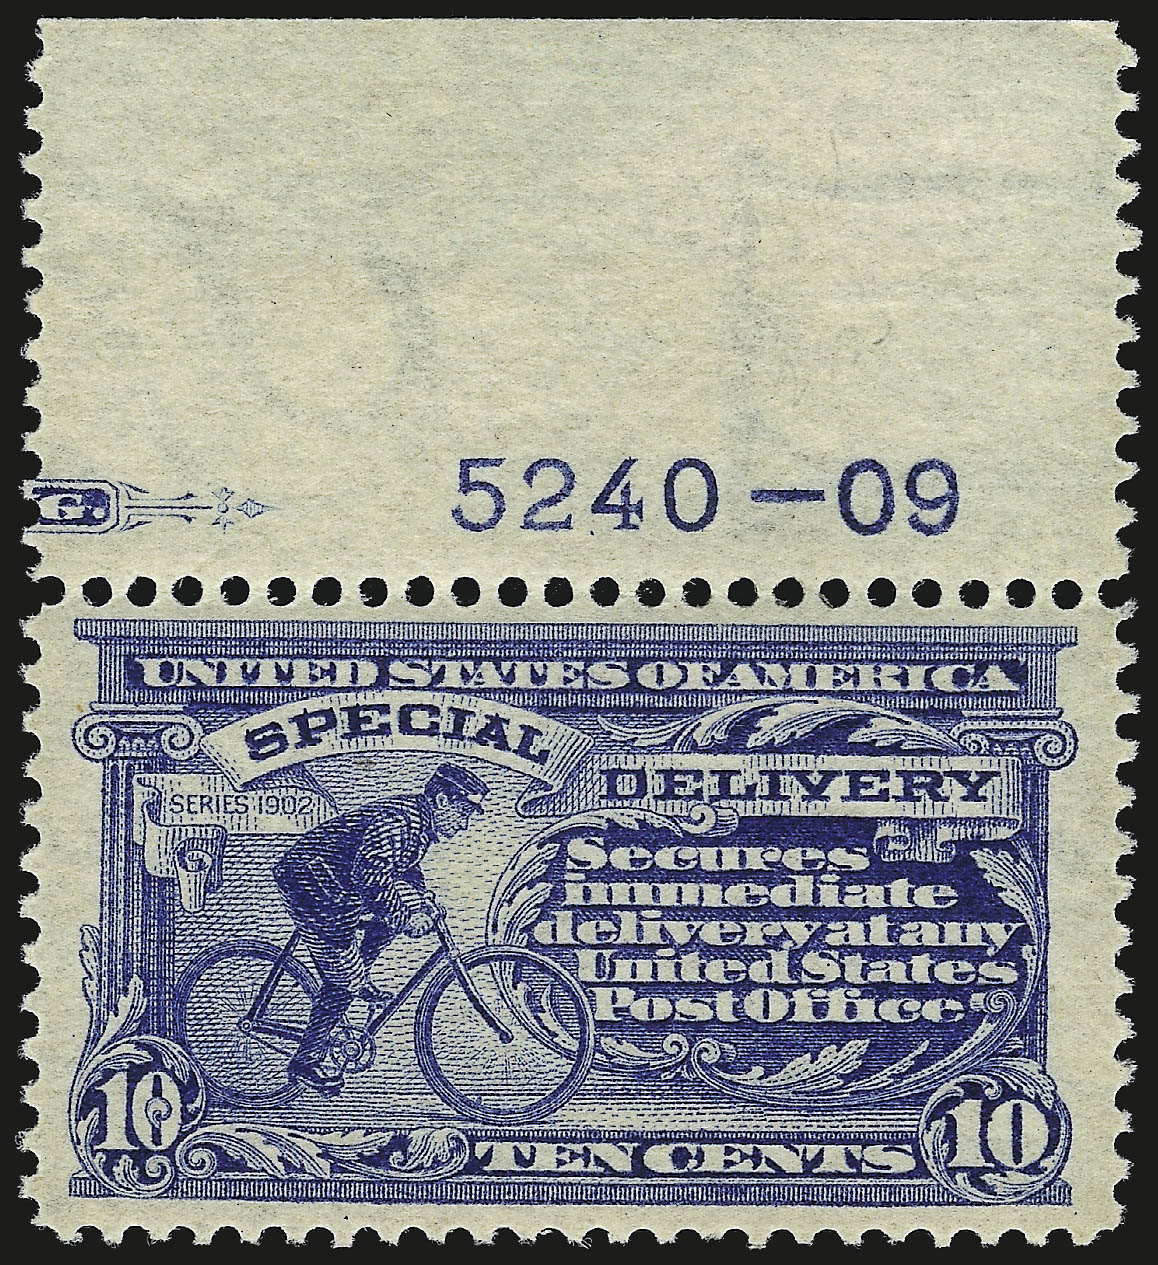 5240-09
UNITED STATES OF AMERICA
SPECIAL
DELIVERY
SERIES 1902
Secures
immediate
delivery at any
United States
Post Office
10
TEN CENTS
10